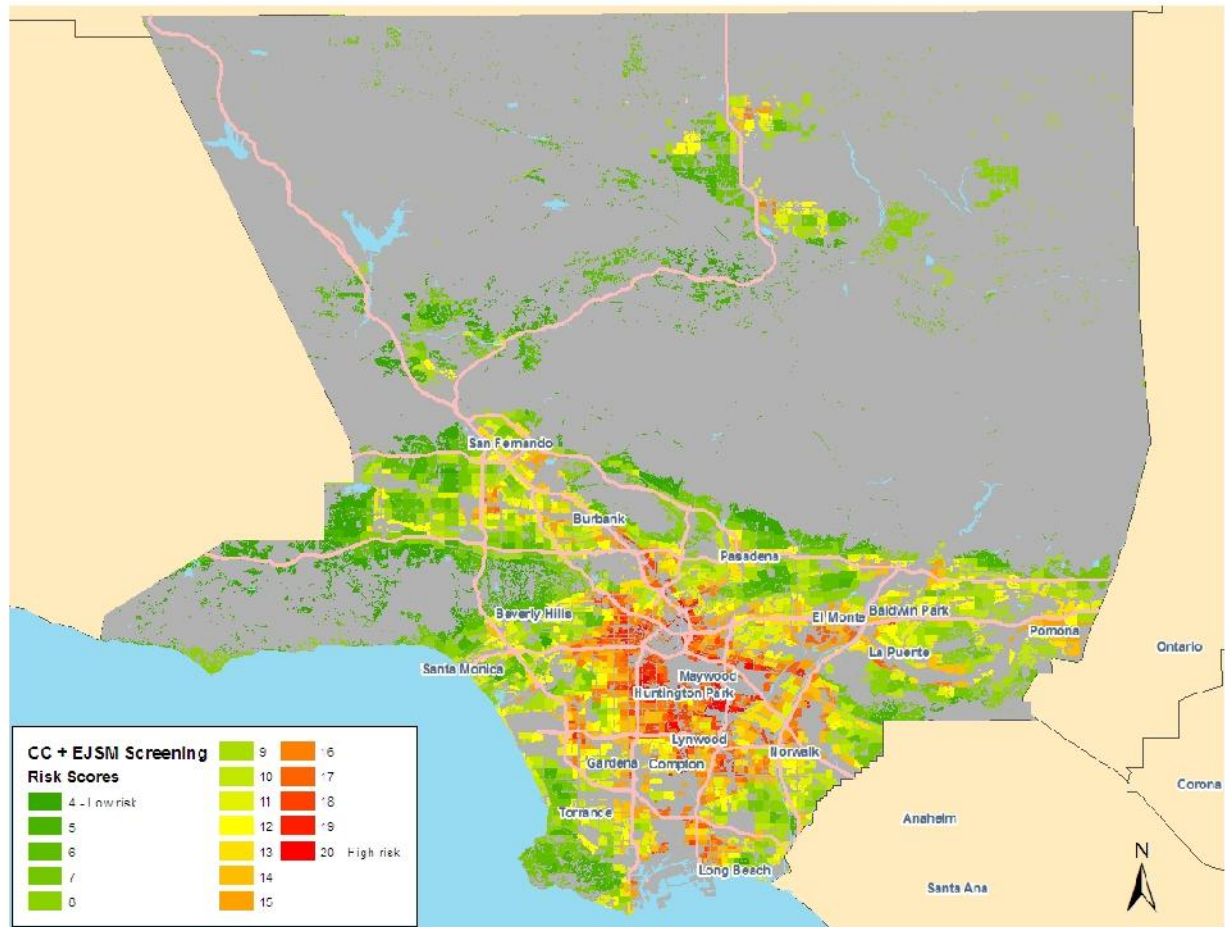 San Fernando
Burbank
Pasadena
Beverly Hills
El Monte
Baldwin Park
Pomona
La Puente
Ontario
Santa Monica
Maywood
Huntington Park
Lynwood
Norwalk
Gardena
Compton
Corona
Torrance
Anaheim
Long Beach
Santa Ana
N
CC + EJSM Screening
Risk Scores
4 - Low risk
5
6
7
8
9
10
11
12
13
14
15
16
17
18
19
20 High risk